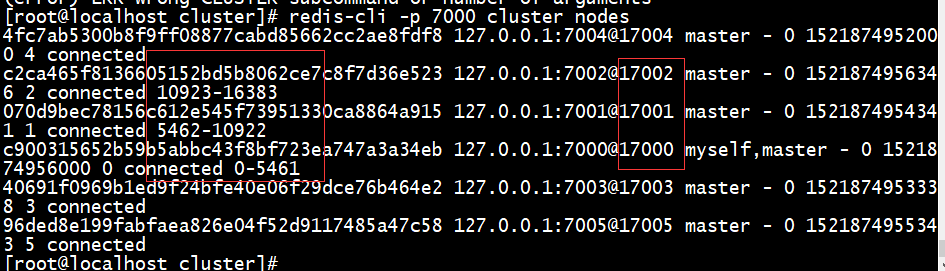 (error) ERR Wrong CLUSTER subcommand or number of arguments
[root@localhost cluster]# redis-cli -p 7000 cluster nodes
4fc7ab5300b8f9ff08877cabd85662cc2ae8fdf8 127.0.0.1:7004@17004 master - 0 152187495200
0 4 connected
c2ca465f8136605152bd5b8062ce7c8f7d36e523 127.0.0.1:7002@17002 master - 0 152187495634
6 2 connected 10923-16383
070d9bec78156c612e545f73951330ca8864a915 127.0.0.1:7001@17001 master - 0 152187495434
1 1 connected 5462-10922
c900315652b59b5abbc43f8bf723ea747a3a34eb 127.0.0.1:7000@17000 myself,master - 0 15218
74956000 0 connected 0-5461
40691f0969b1ed9f24bfe40e06f29dce76b464e2 127.0.0.1:7003@17003 master - 0 152187495333
8 3 connected
96ded8e199fabfaea826e04f52d9117485a47c58 127.0.0.1:7005@17005 master - 0 152187495534
3 5 connected
[root@localhost cluster]#